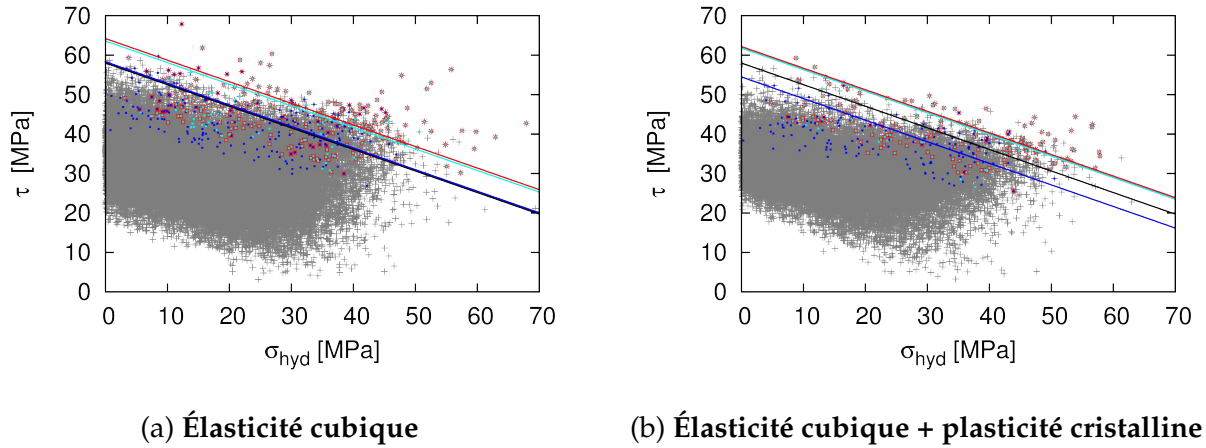 70
60
50
40
30
20
10
0
τ [MPa]
0 10 20 30 40 50 60 70
σhyd [MPa]
(a) Élasticité cubique
70
60
50
40
30
20
10
0
τ [MPa]
0 10 20 30 40 50 60 70
σhyd [MPa]
(b) Élasticité cubique + plasticité cristalline